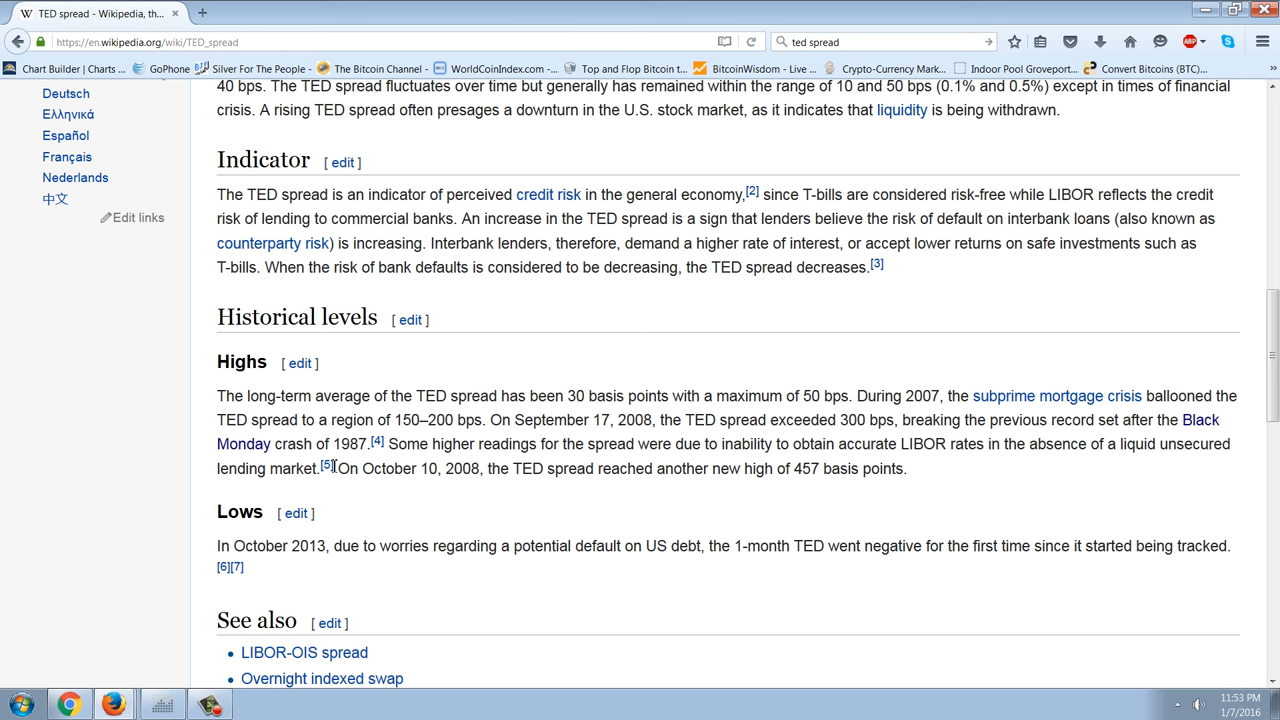 TED spread - Wikipedia, th...
https://en.wikipedia.org/wiki/TED_spread
ted spread
ABP
Chart Builder | Charts ...
GoPhone
Silver For The People - ...
The Bitcoin Channel - ...
WorldCoinIndex.com -...
Top and Flop Bitcoin t...
BitcoinWisdom - Live ...
Crypto-Currency Mark...
Indoor Pool Groveport...
Convert Bitcoins (BTC)...
Deutsch
Ελληνικά
Español
Français
Nederlands
中文
Edit links
40 bps. The TED spread fluctuates over time but generally has remained within the range of 10 and 50 bps (0.1% and 0.5%) except in times of financial
crisis. A rising TED spread often presages a downturn in the U.S. stock market, as it indicates that liquidity is being withdrawn.
Indicator [ edit ]
The TED spread is an indicator of perceived credit risk in the general economy,[2] since T-bills are considered risk-free while LIBOR reflects the credit
risk of lending to commercial banks. An increase in the TED spread is a sign that lenders believe the risk of default on interbank loans (also known as
counterparty risk) is increasing. Interbank lenders, therefore, demand a higher rate of interest, or accept lower returns on safe investments such as
T-bills. When the risk of bank defaults is considered to be decreasing, the TED spread decreases.[3]
Historical levels [ edit ]
Highs [ edit ]
The long-term average of the TED spread has been 30 basis points with a maximum of 50 bps. During 2007, the subprime mortgage crisis ballooned the
TED spread to a region of 150–200 bps. On September 17, 2008, the TED spread exceeded 300 bps, breaking the previous record set after the Black
Monday crash of 1987.[4] Some higher readings for the spread were due to inability to obtain accurate LIBOR rates in the absence of a liquid unsecured
lending market.[5] On October 10, 2008, the TED spread reached another new high of 457 basis points.
Lows [ edit ]
In October 2013, due to worries regarding a potential default on US debt, the 1-month TED went negative for the first time since it started being tracked.
[6][7]
See also [ edit ]
LIBOR-OIS spread
Overnight indexed swap
11:53 PM
1/7/2016